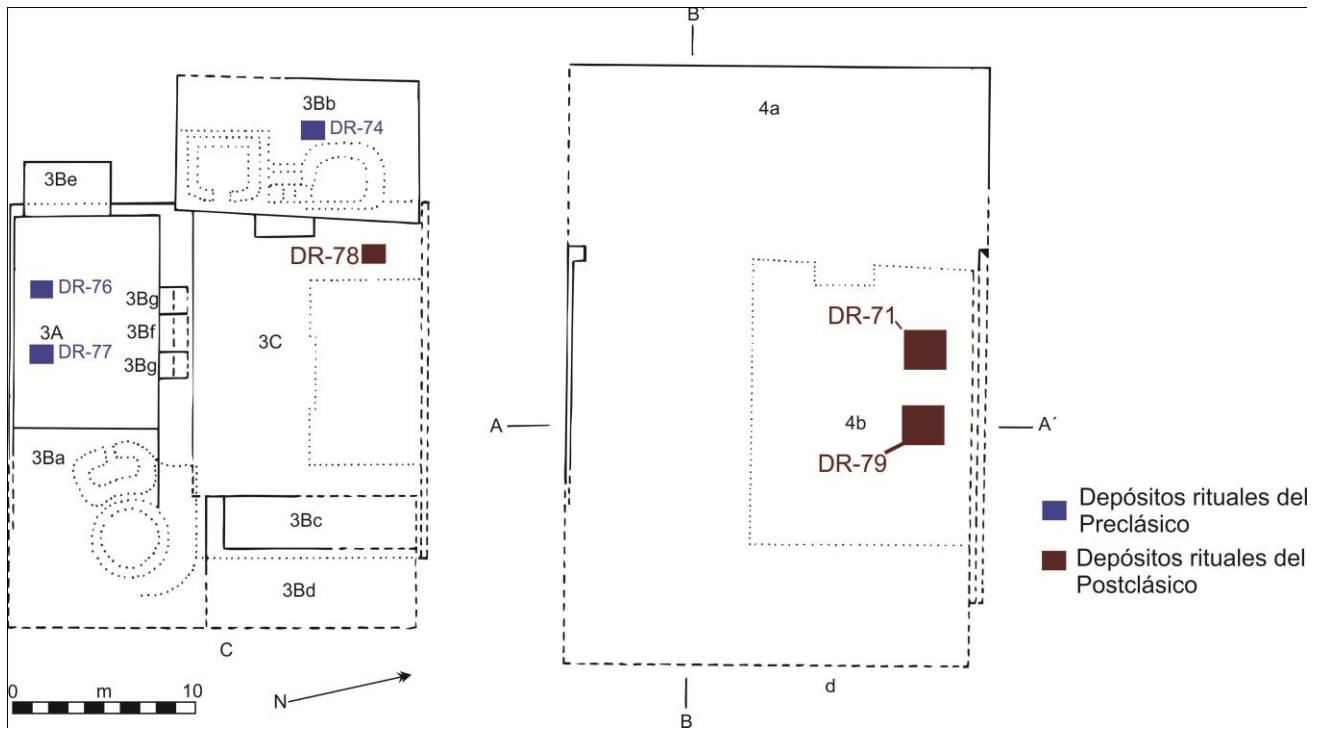 B´
3Bb
DR-74
4a
3Be
DR-78
DR-76
3Bg
DR-71
3A
3Bf
3C
DR-77
3Bg
A
4b
A´
3Ba
DR-79
Depósitos rituales del
Preclásico
3Bc
Depósitos rituales del
Postclásico
3Bd
C
d
0 m 10
N
B